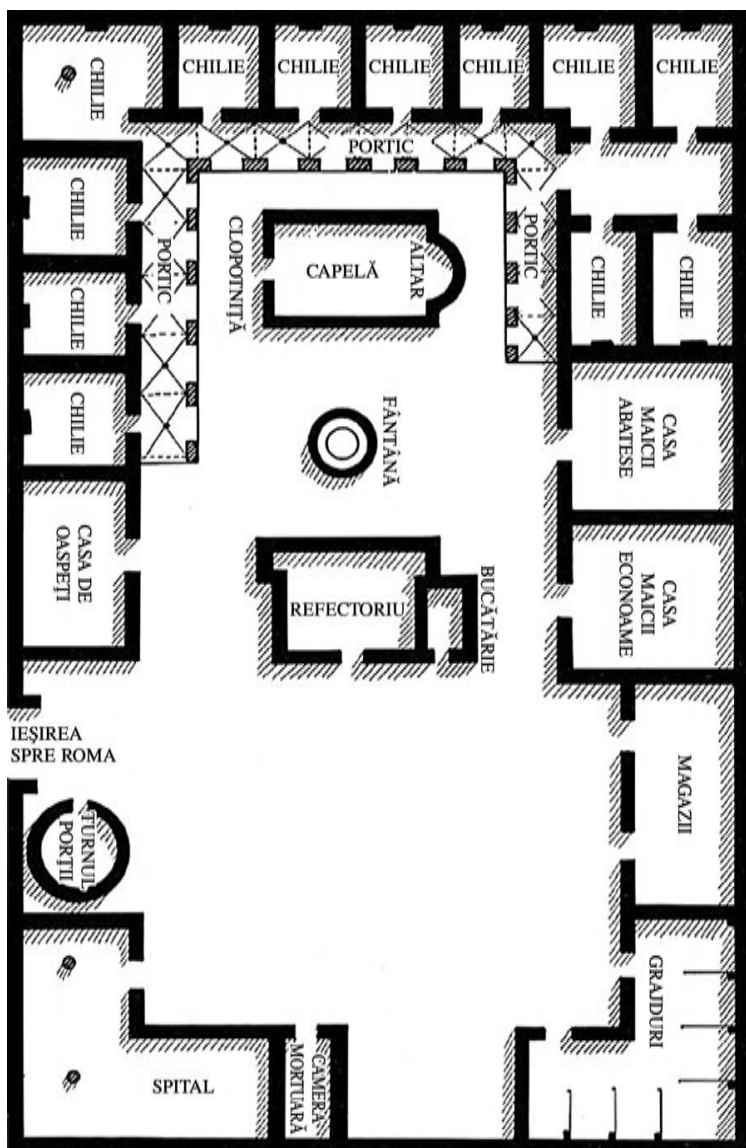 CHILIE
CHILIE
CHILIE
CHILIE
CHILIE
CHILIE
CHILIE
PORTIC
CHILIE
PORTIC
CLOPOTNIȚĂ
CAPELĂ
ALTAR
PORTIC
CHILIE
CHILIE
CHILIE
CHILIE
FÂNTÂNĂ
CASA
MAICII
ABATESE
CASA DE
OASPEȚI
REFECTORIU
BUCĂTĂRIE
CASA
MAICII
ECONOAME
IEȘIREA
SPRE ROMA
MAGAZII
TURNUL
PORȚII
GRAJDURI
SPITAL
CAMERA
MORTUARĂ